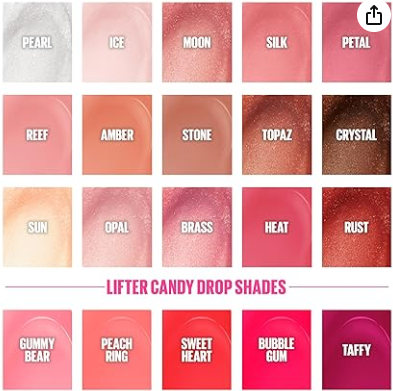 PEARL
ICE
MOON
SILK
PETAL
REEF
AMBER
STONE
TOPAZ
CRYSTAL
SUN
OPAL
BRASS
HEAT
RUST
LIFTER CANDY DROP SHADES
GUMMY
BEAR
PEACH
RING
SWEET
HEART
BUBBLE
GUM
TAFFY